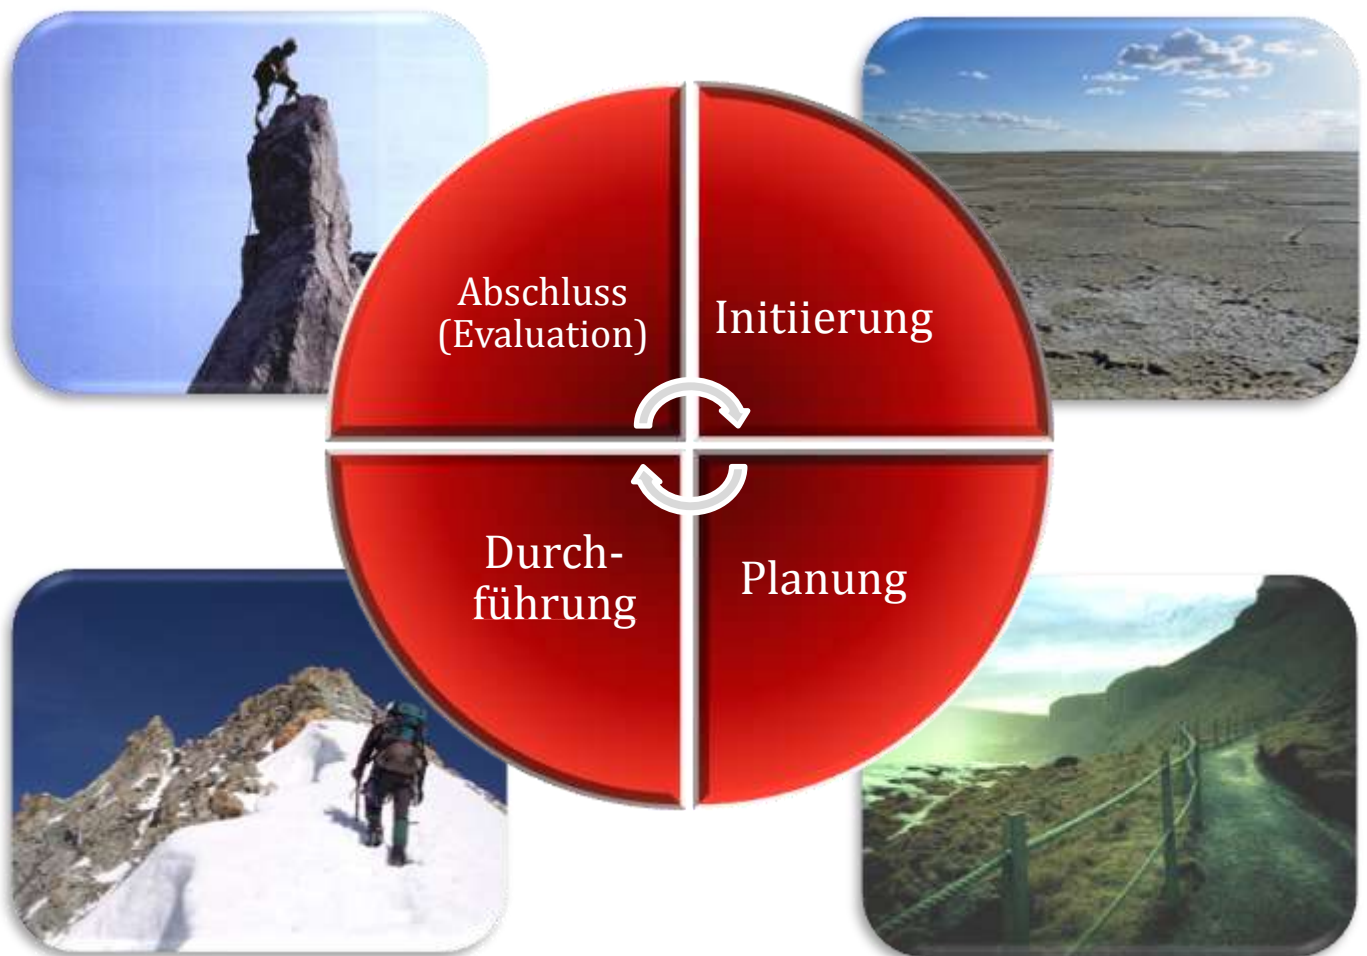 Abschluss
(Evaluation)
Initiierung
Durch-
führung
Planung